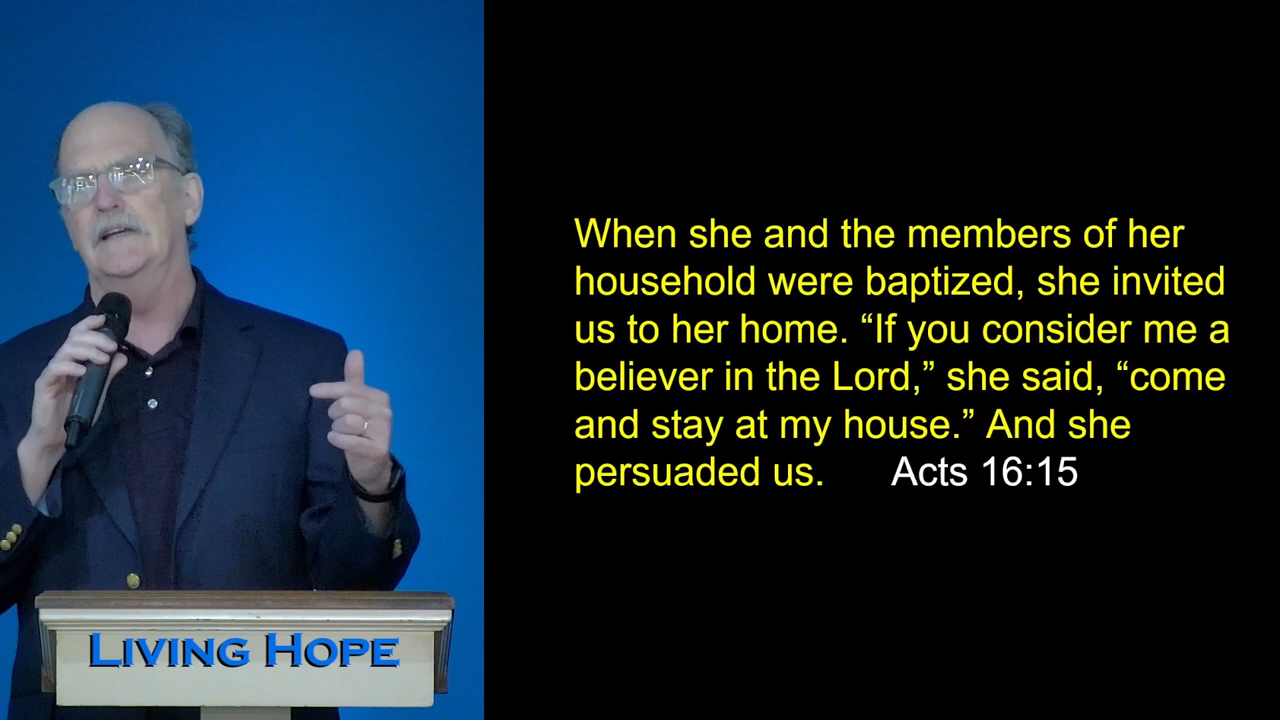 When she and the members of her
household were baptized, she invited
us to her home. “If you consider me a
believer in the Lord,” she said, “come
and stay at my house.” And she
persuaded us. Acts 16:15
LIVING HOPE